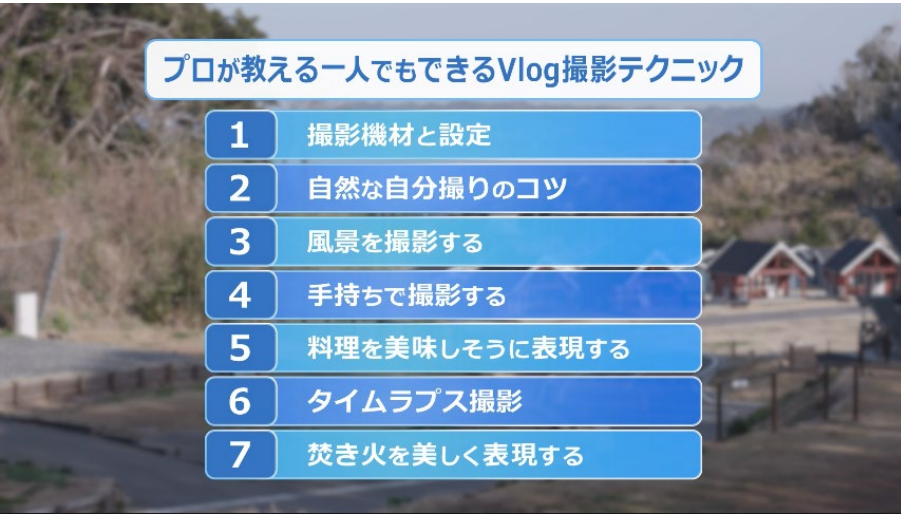 プロが教える一人でもできるVlog撮影テクニック
1 撮影機材と設定
2 自然な自分撮りのコツ
3 風景を撮影する
4 手持ちで撮影する
5 料理を美味しそうに表現する
6 タイムラプス撮影
7 焚き火を美しく表現する